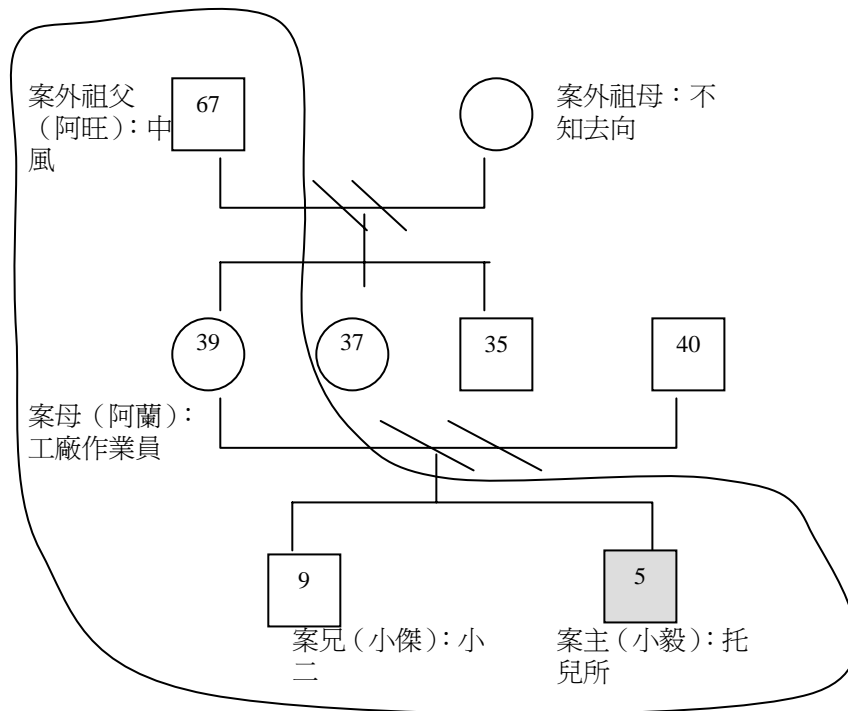 案外祖父
（阿旺）：中
風
67
案外祖母：不
知去向
39
37
35
40
案母（阿蘭）：
工廠作業員
9
5
案兄（小傑）：小
二
案主（小毅）：托
兒所